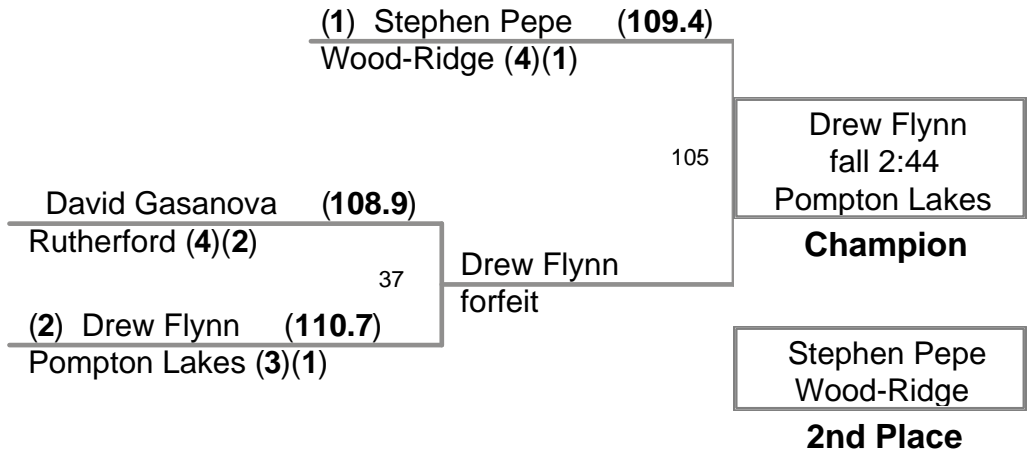 (1) Stephen Pepe (109.4)
Wood-Ridge (4)(1)
105
Drew Flynn
fall 2:44
Pompton Lakes
Champion
David Gasanova (108.9)
Rutherford (4)(2)
37
Drew Flynn
forfeit
(2) Drew Flynn (110.7)
Pompton Lakes (3)(1)
Stephen Pepe
Wood-Ridge
2nd Place